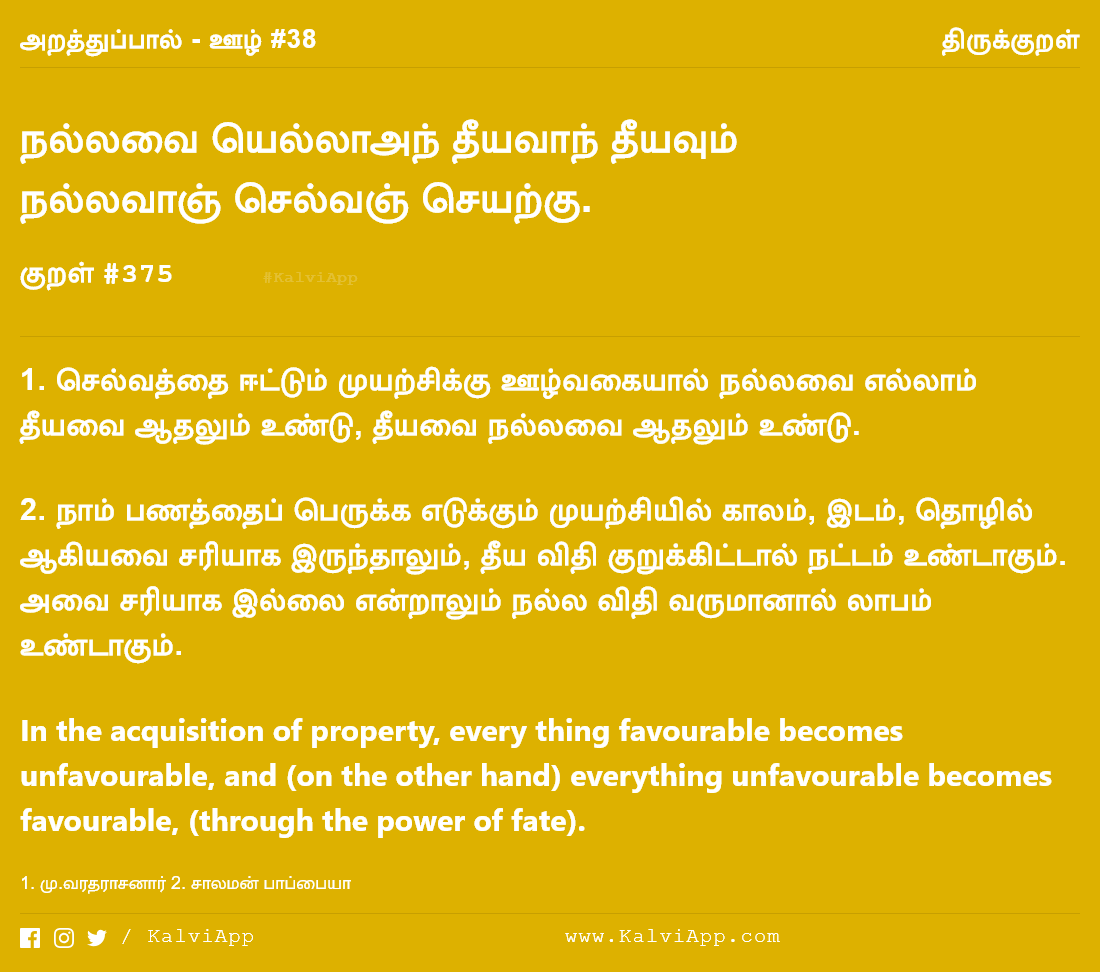 அறத்துப்பால் - ஊழ் #38
திருக்குறள்
நல்லவை யெல்லாஅந் தீயவாந் தீயவும்
நல்லவாஞ் செல்வஞ் செயற்கு.
குறள் #375
#KalviApp
1. செல்வத்தை ஈட்டும் முயற்சிக்கு ஊழ்வகையால் நல்லவை எல்லாம்
தீயவை ஆதலும் உண்டு, தீயவை நல்லவை ஆதலும் உண்டு.
2. நாம் பணத்தைப் பெருக்க எடுக்கும் முயற்சியில் காலம், இடம், தொழில்
ஆகியவை சரியாக இருந்தாலும், தீய விதி குறுக்கிட்டால் நட்டம் உண்டாகும்.
அவை சரியாக இல்லை என்றாலும் நல்ல விதி வருமானால் லாபம்
உண்டாகும்.
In the acquisition of property, every thing favourable becomes
unfavourable, and (on the other hand) everything unfavourable becomes
favourable, (through the power of fate).
1. மு.வரதராசனார் 2. சாலமன் பாப்பையா
/ KalviApp
www.KalviApp.com